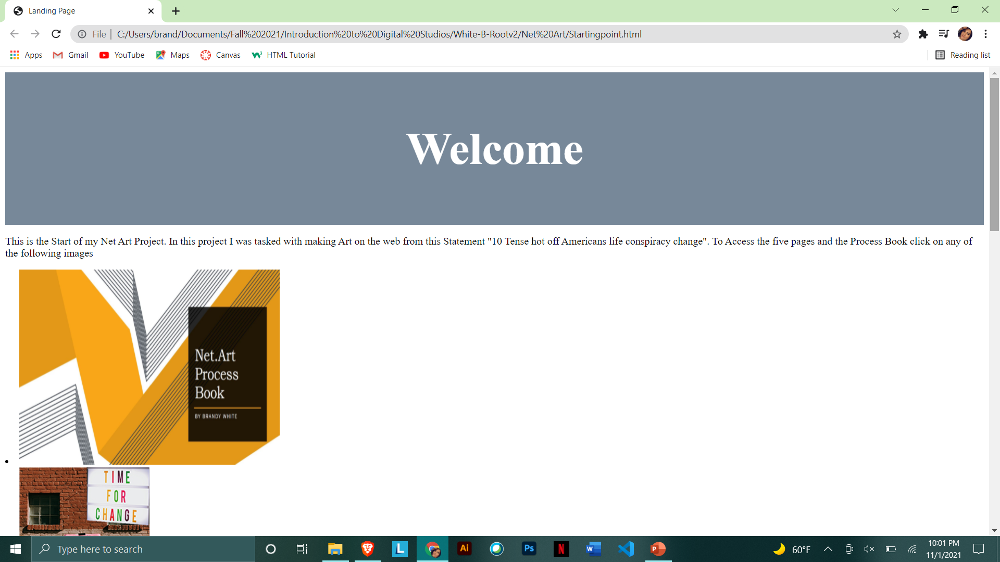 Landing Page
File
C:/Users/brand/Documents/Fall%202021/Introduction%20to%20Digital%20Studios/White-B-Rootv2/Net%20Art/Startingpoint.html
Apps
Gmail
YouTube
Maps
Canvas
HTML Tutorial
Reading list
Welcome
This is the Start of my Net Art Project. In this project I was tasked with making Art on the web from this Statement "10 Tense hot off Americans life conspiracy change". To Access the five pages and the Process Book click on any of
the following images
Net.Art
Process
Book
BY BRANDY WHITE
TIME
FOR
CHANGE
Type here to search
L
Ai
Ps
N
W
P
60°F
10:01 PM
11/1/2021